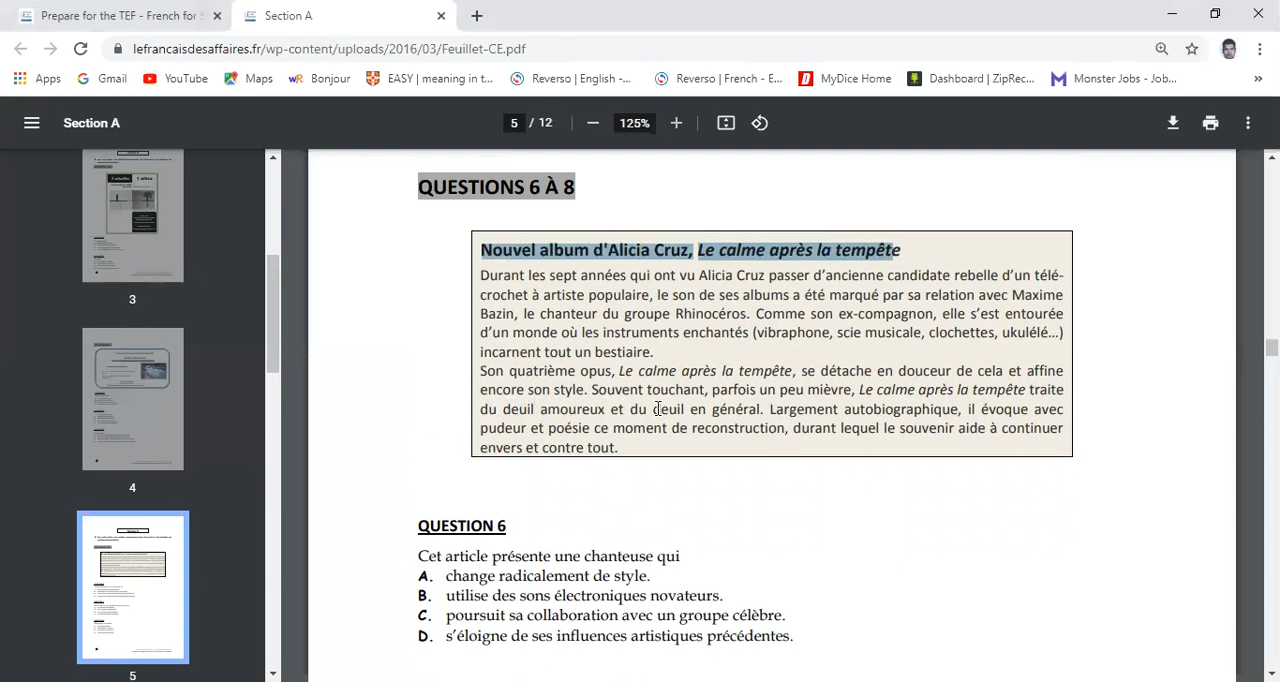 Prepare for the TEF - French for
Section A
lefrancaisdesaffaires.fr/wp-content/uploads/2016/03/Feuillet-CE.pdf
Apps Gmail YouTube Maps wR Bonjour EASY | meaning in t... Reverso | English -... Reverso | French - E... MyDice Home Dashboard | ZipRec... Monster Jobs - Job... »
Section A 5 / 12 125%
3
4
5
QUESTIONS 6 À 8
Nouvel album d'Alicia Cruz, Le calme après la tempête
Durant les sept années qui ont vu Alicia Cruz passer d'ancienne candidate rebelle d'un télé-
crochet à artiste populaire, le son de ses albums a été marqué par sa relation avec Maxime
Bazin, le chanteur du groupe Rhinocéros. Comme son ex-compagnon, elle s'est entourée
d'un monde où les instruments enchantés (vibraphone, scie musicale, clochettes, ukulélé...)
incarnent tout un bestiaire.
Son quatrième opus, Le calme après la tempête, se détache en douceur de cela et affine
encore son style. Souvent touchant, parfois un peu mièvre, Le calme après la tempête traite
du deuil amoureux et du deuil en général. Largement autobiographique, il évoque avec
pudeur et poésie ce moment de reconstruction, durant lequel le souvenir aide à continuer
envers et contre tout.
QUESTION 6
Cet article présente une chanteuse qui
A. change radicalement de style.
B. utilise des sons électroniques novateurs.
C. poursuit sa collaboration avec un groupe célèbre.
D. s'éloigne de ses influences artistiques précédentes.